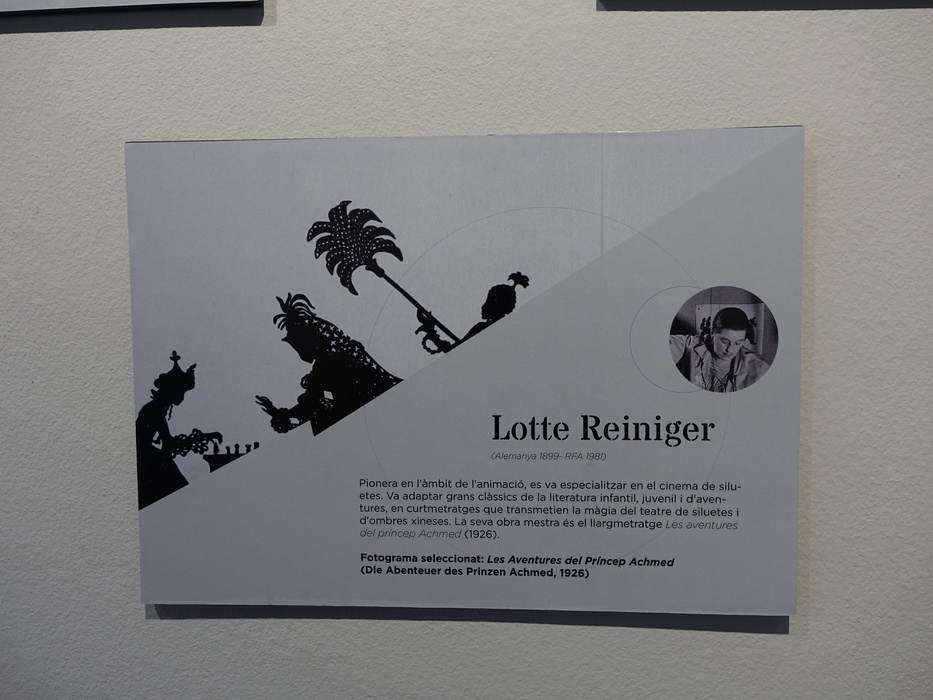 Lotte Reiniger
(Alemanya 1899- RFA 1981)
Pionera en l'àmbit de l'animació, es va especialitzar en el cinema de silu-
etes. Va adaptar grans clàssics de la literatura infantil, juvenil i d'aven-
tures, en curtmetratges que transmetien la màgia del teatre de siluetes i
d'ombres xineses. La seva obra mestra és el llargmetratge Les aventures
del príncep Achmed (1926).
Fotograma seleccionat: Les Aventures del Príncep Achmed
(Die Abenteuer des Prinzen Achmed, 1926)